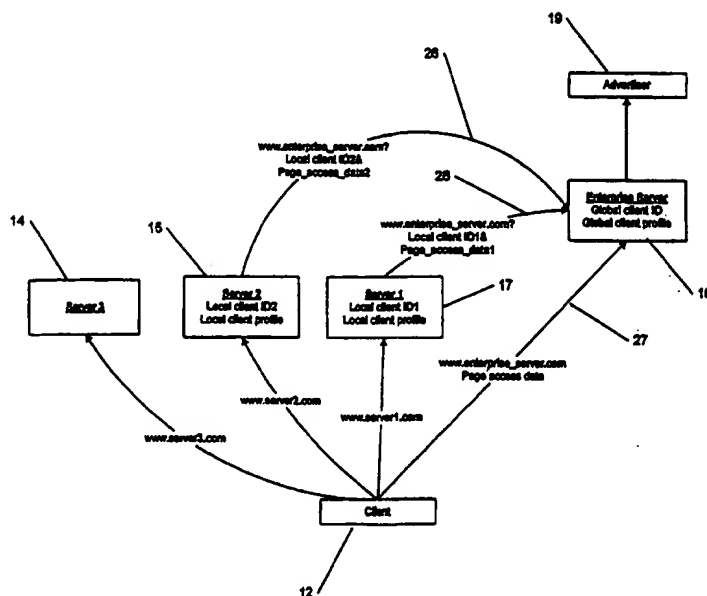 19
26
Advertiser
www.enterprise_server.com?
Local client ID2&
Page_access_data2
28
14
15
www.enterprise_server.com?
Local client ID1&
Page_access_data1
Enterprise Server
Global client ID
Global client profile
Server 3
Server 2
Local client ID2
Local client profile
Server 1
Local client ID1
Local client profile
17
18
27
www.enterprise_server.com
Page access data
www.server2.com
www.server1.com
www.server3.com
Client
12